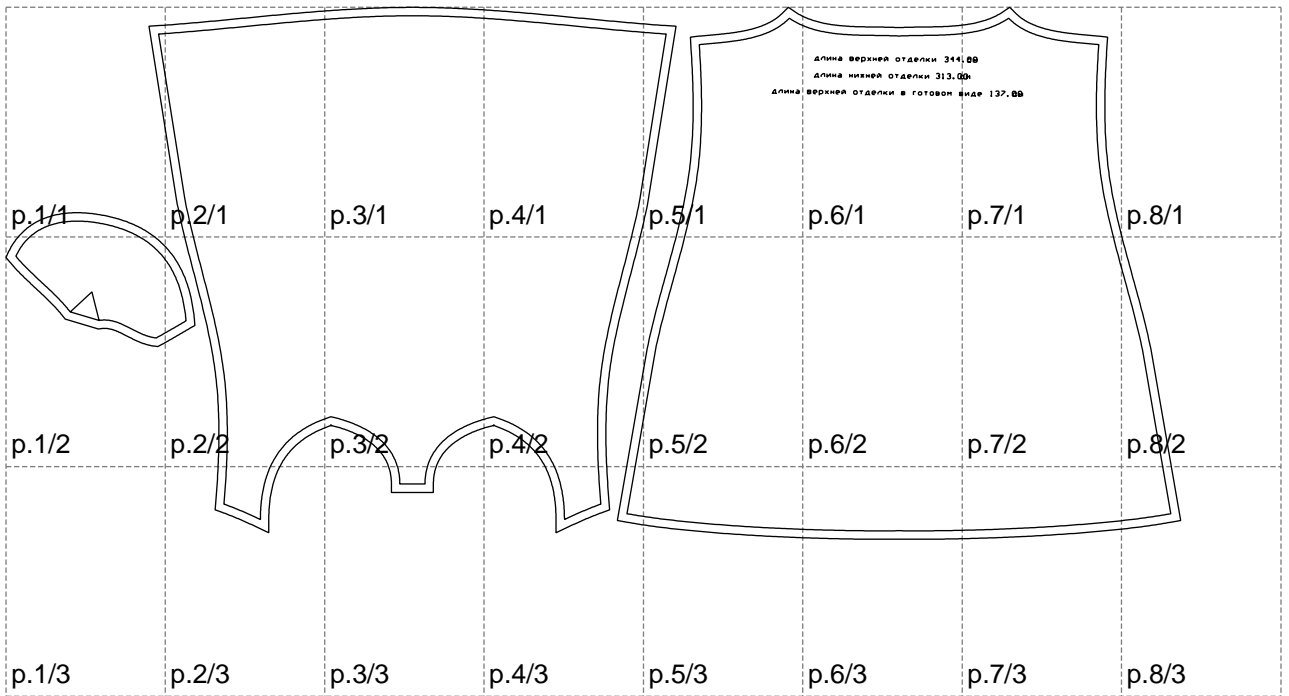 длина верхней отделки 344.00
длина нижней отделки 313.00
длина верхней отделки в готовом виде 137.00
p.1/1 p.2/1 p.3/1 p.4/1 p.5/1 p.6/1 p.7/1 p.8/1
p.1/2 p.2/2 p.3/2 p.4/2 p.5/2 p.6/2 p.7/2 p.8/2
p.1/3 p.2/3 p.3/3 p.4/3 p.5/3 p.6/3 p.7/3 p.8/3